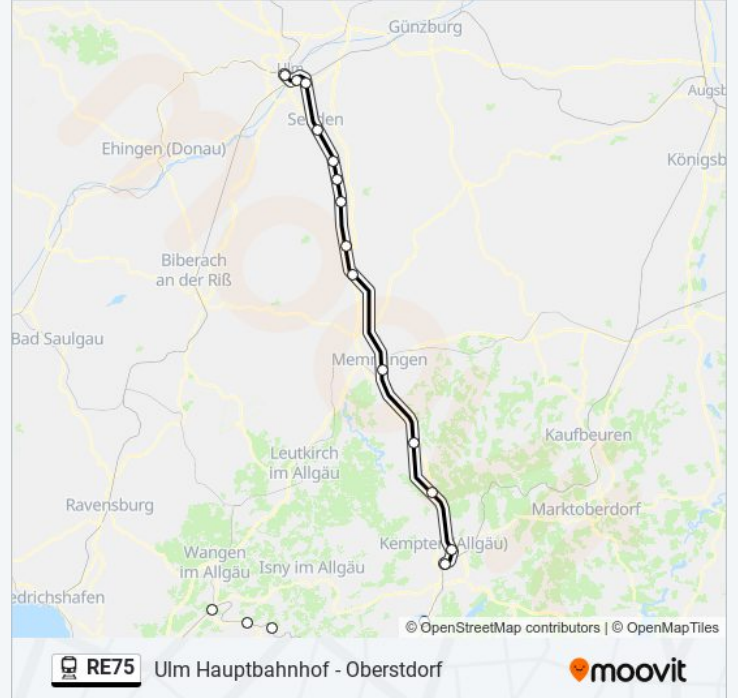 Günzburg
Ulm
Augsb
Senden
Ehingen (Donau)
Königsb
Biberach
an der Riß
Bad Saulgau
Memmingen
Kaufbeuren
Leutkirch
im Allgäu
Ravensburg
Marktoberdorf
Kempten (Allgäu)
Wangen
im Allgäu
Isny im Allgäu
edrichshafen
© OpenStreetMap contributors | © OpenMapTiles
RE75 Ulm Hauptbahnhof - Oberstdorf
moovit